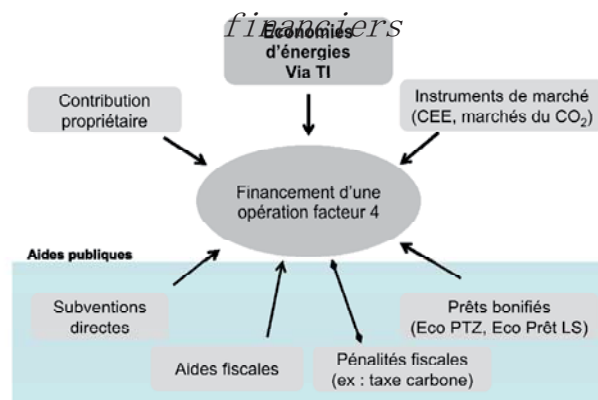 financiers
Economies
d'énergies
Via TI
Contribution
propriétaire
Instruments de marché
(CEE, marchés du CO₂)
Financement d'une
opération facteur 4
Aides publiques
Subventions
directes
Prêts bonifiés
(Eco PTZ, Eco Prêt LS)
Aides fiscales
Pénalités fiscales
(ex : taxe carbone)